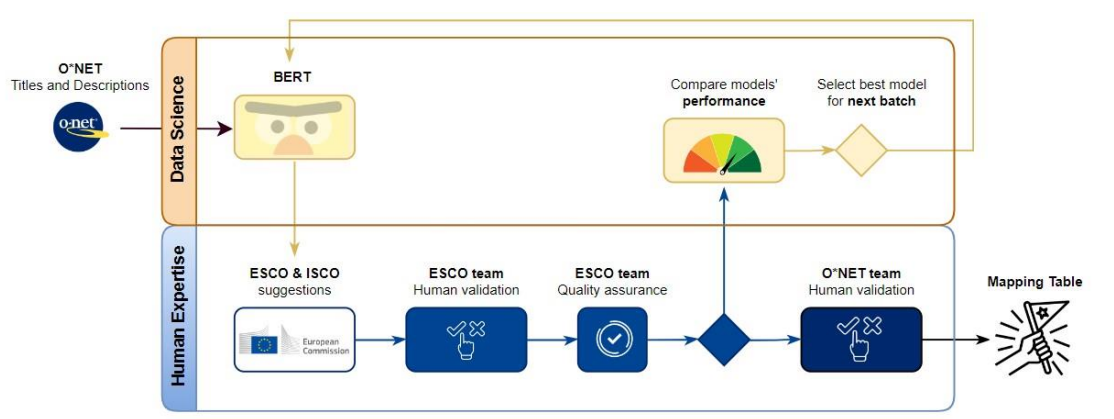 O*NET
Titles and Descriptions
o·net
Data Science
BERT
Compare models'
performance
Select best model
for next batch
Human Expertise
ESCO & ISCO
suggestions
European
Commission
ESCO team
Human validation
ESCO team
Quality assurance
O*NET team
Human validation
Mapping Table